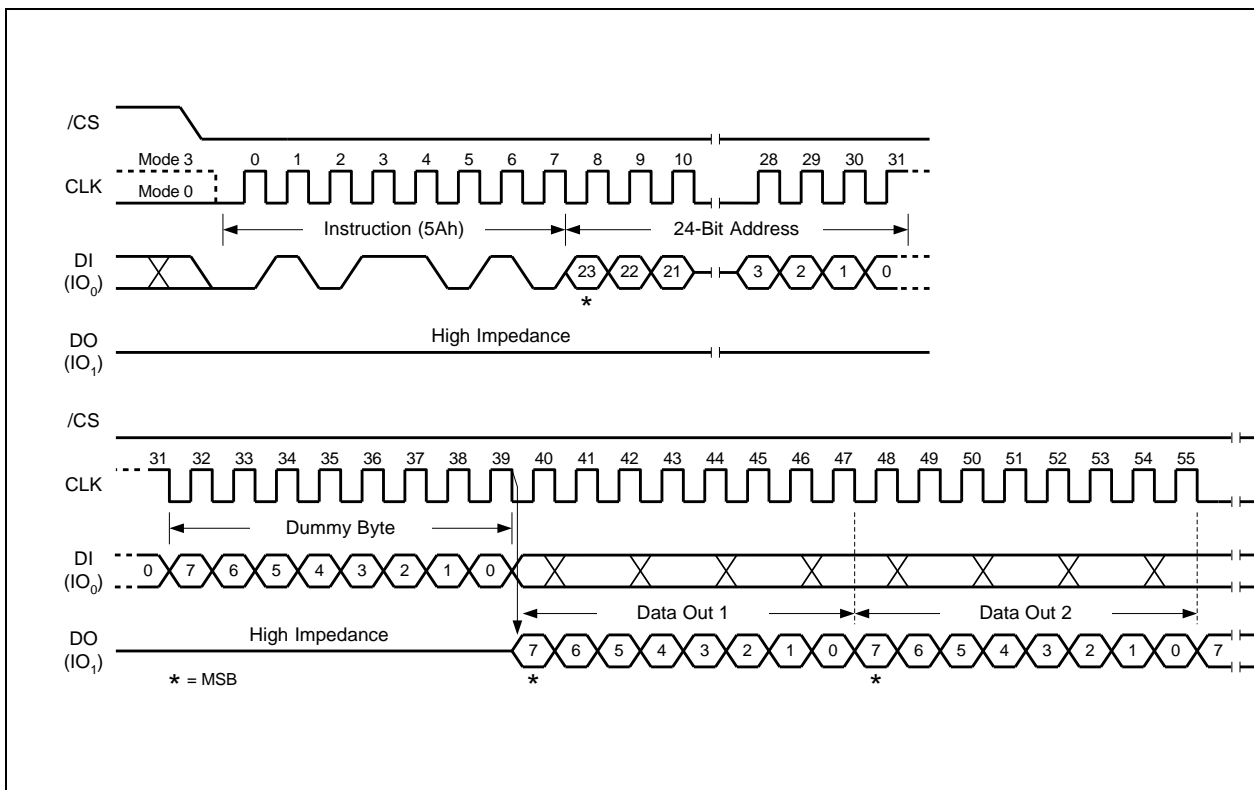 /CS
Mode 3 0 1 2 3 4 5 6 7 8 9 10 28 29 30 31
CLK
Mode 0
Instruction (5Ah) 24-Bit Address
DI
(IO0) 23 22 21 3 2 1 0
*
High Impedance
DO
(IO1)
/CS
31 32 33 34 35 36 37 38 39 40 41 42 43 44 45 46 47 48 49 50 51 52 53 54 55
CLK
Dummy Byte
DI
(IO0) 0 7 6 5 4 3 2 1 0
Data Out 1 Data Out 2
High Impedance
DO
(IO1) 7 6 5 4 3 2 1 0 7 6 5 4 3 2 1 0 7
* = MSB * *